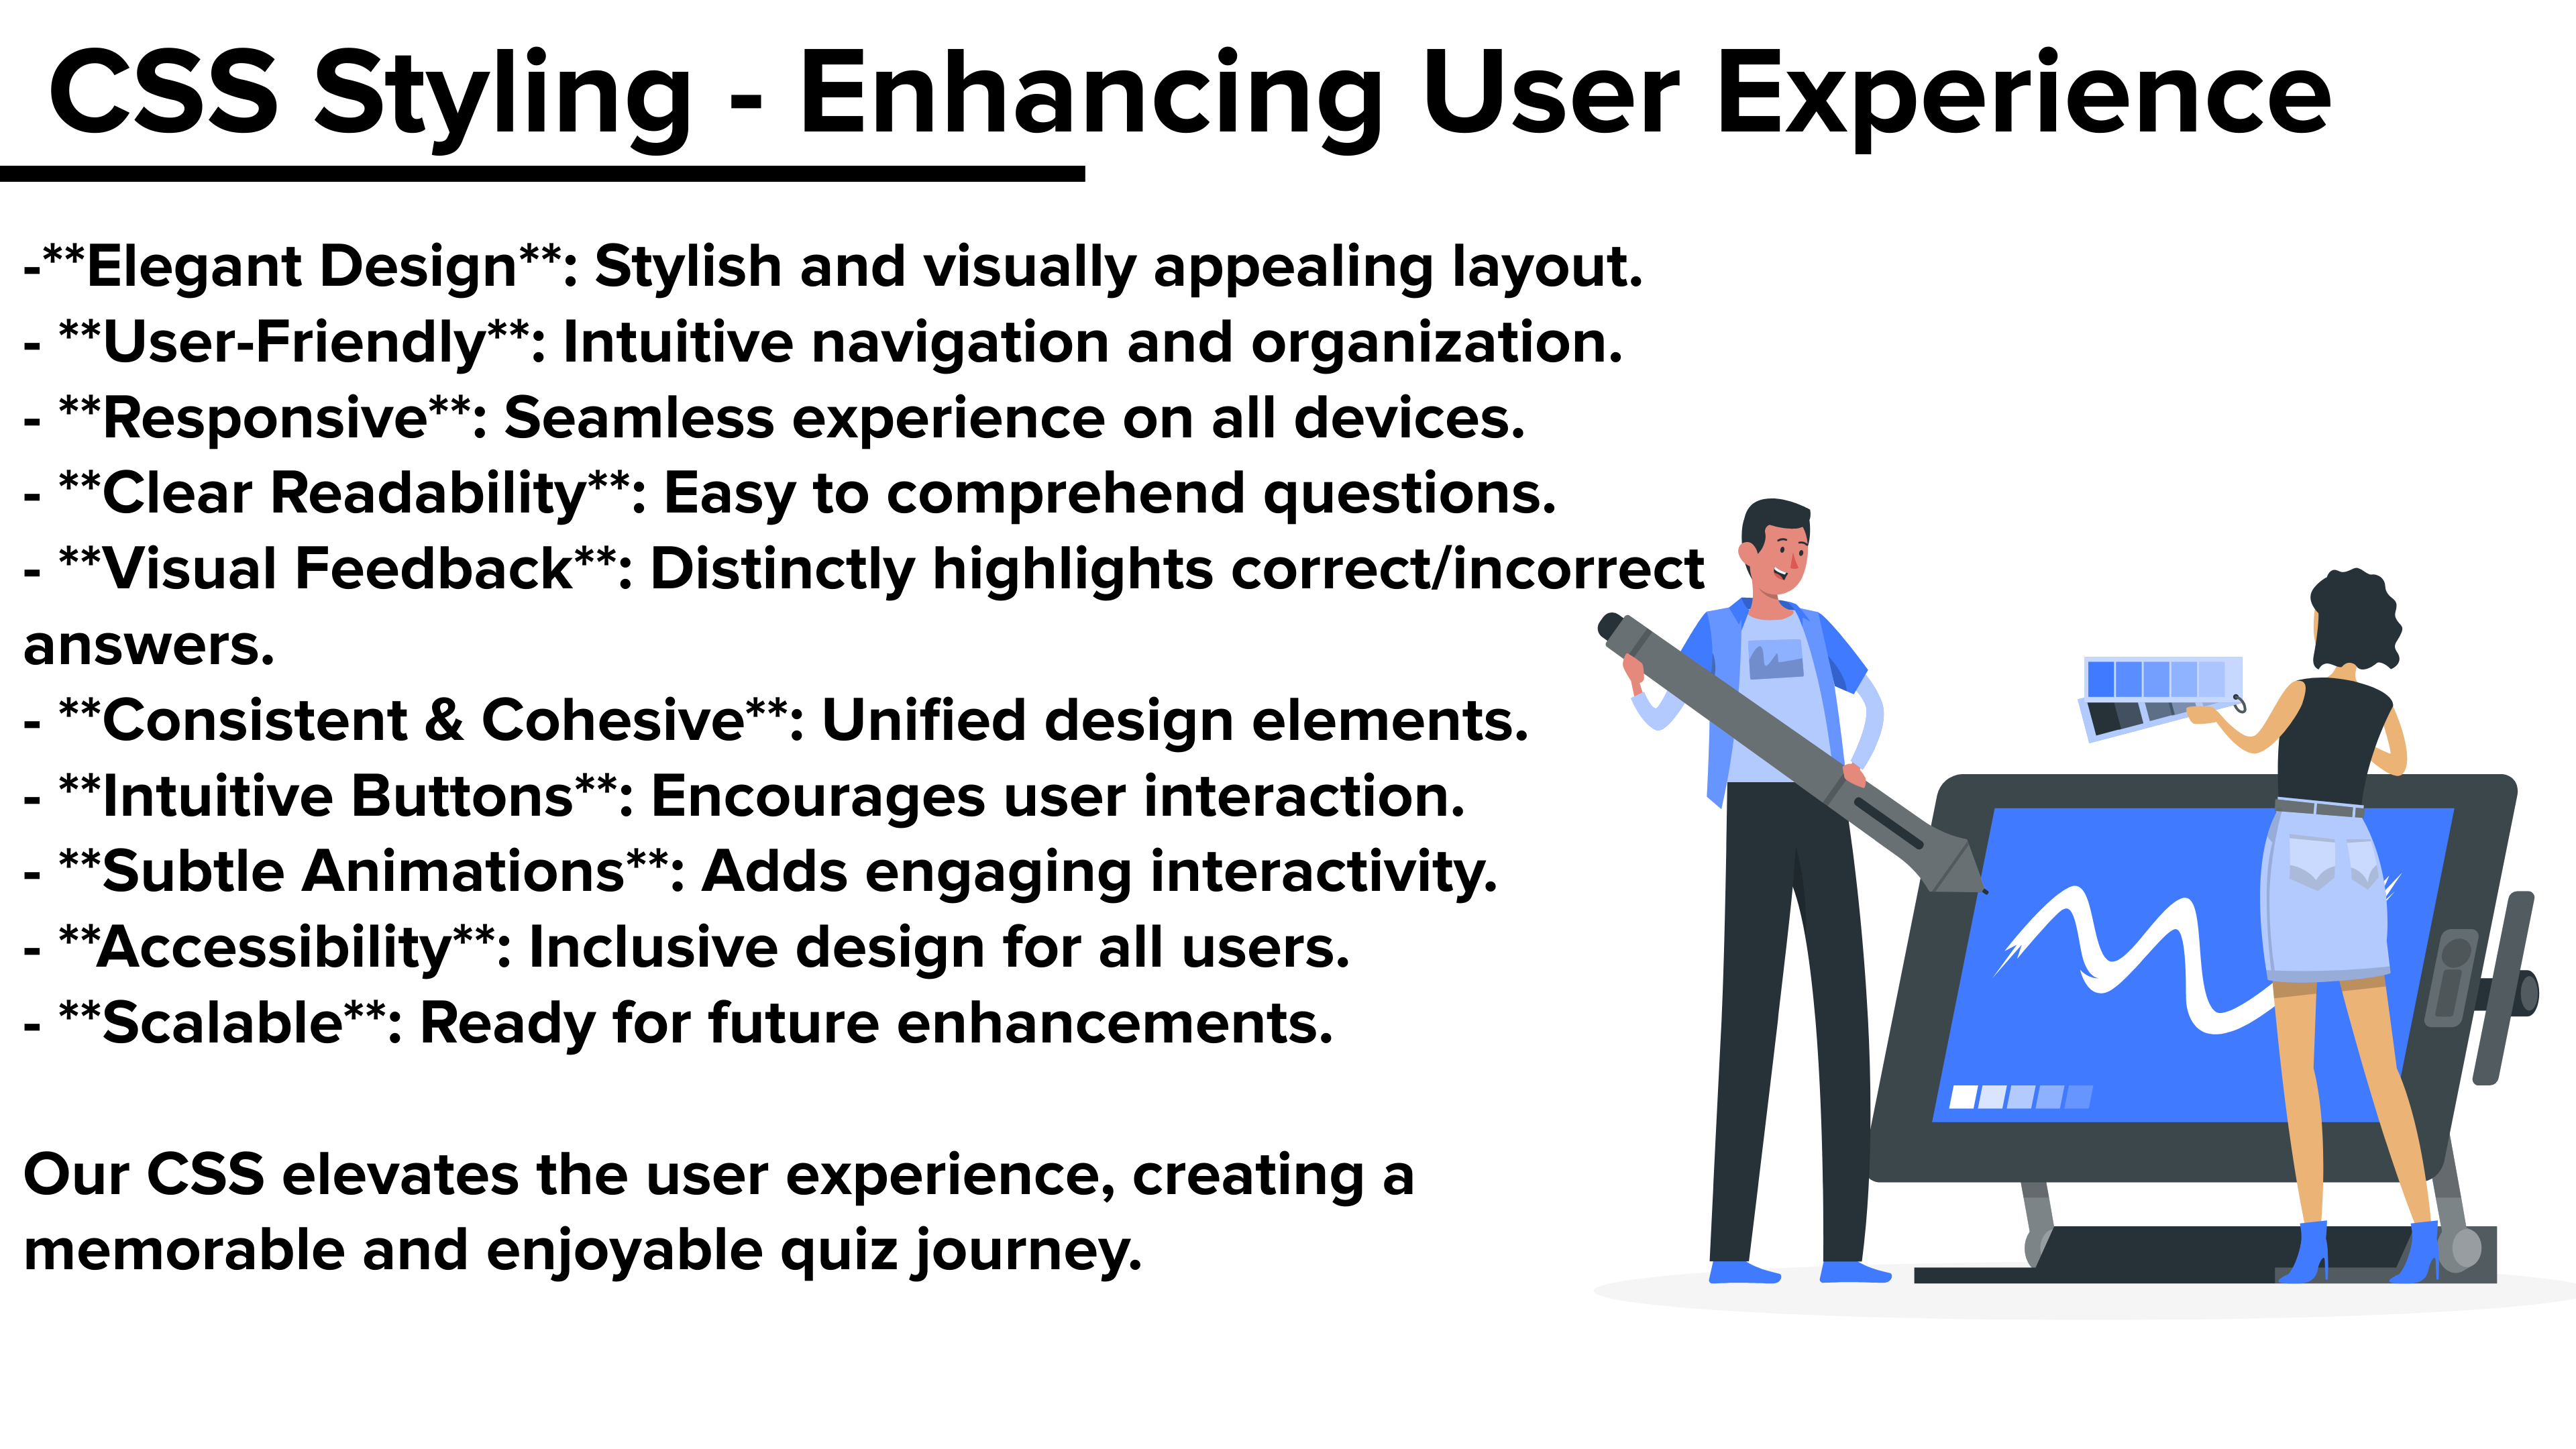 CSS Styling - Enhancing User Experience
-**Elegant Design**: Stylish and visually appealing layout.
- **User-Friendly**: Intuitive navigation and organization.
- **Responsive**: Seamless experience on all devices.
- **Clear Readability**: Easy to comprehend questions.
- **Visual Feedback**: Distinctly highlights correct/incorrect
answers.
- **Consistent & Cohesive**: Unified design elements.
- **Intuitive Buttons**: Encourages user interaction.
- **Subtle Animations**: Adds engaging interactivity.
- **Accessibility**: Inclusive design for all users.
- **Scalable**: Ready for future enhancements.
Our CSS elevates the user experience, creating a
memorable and enjoyable quiz journey.